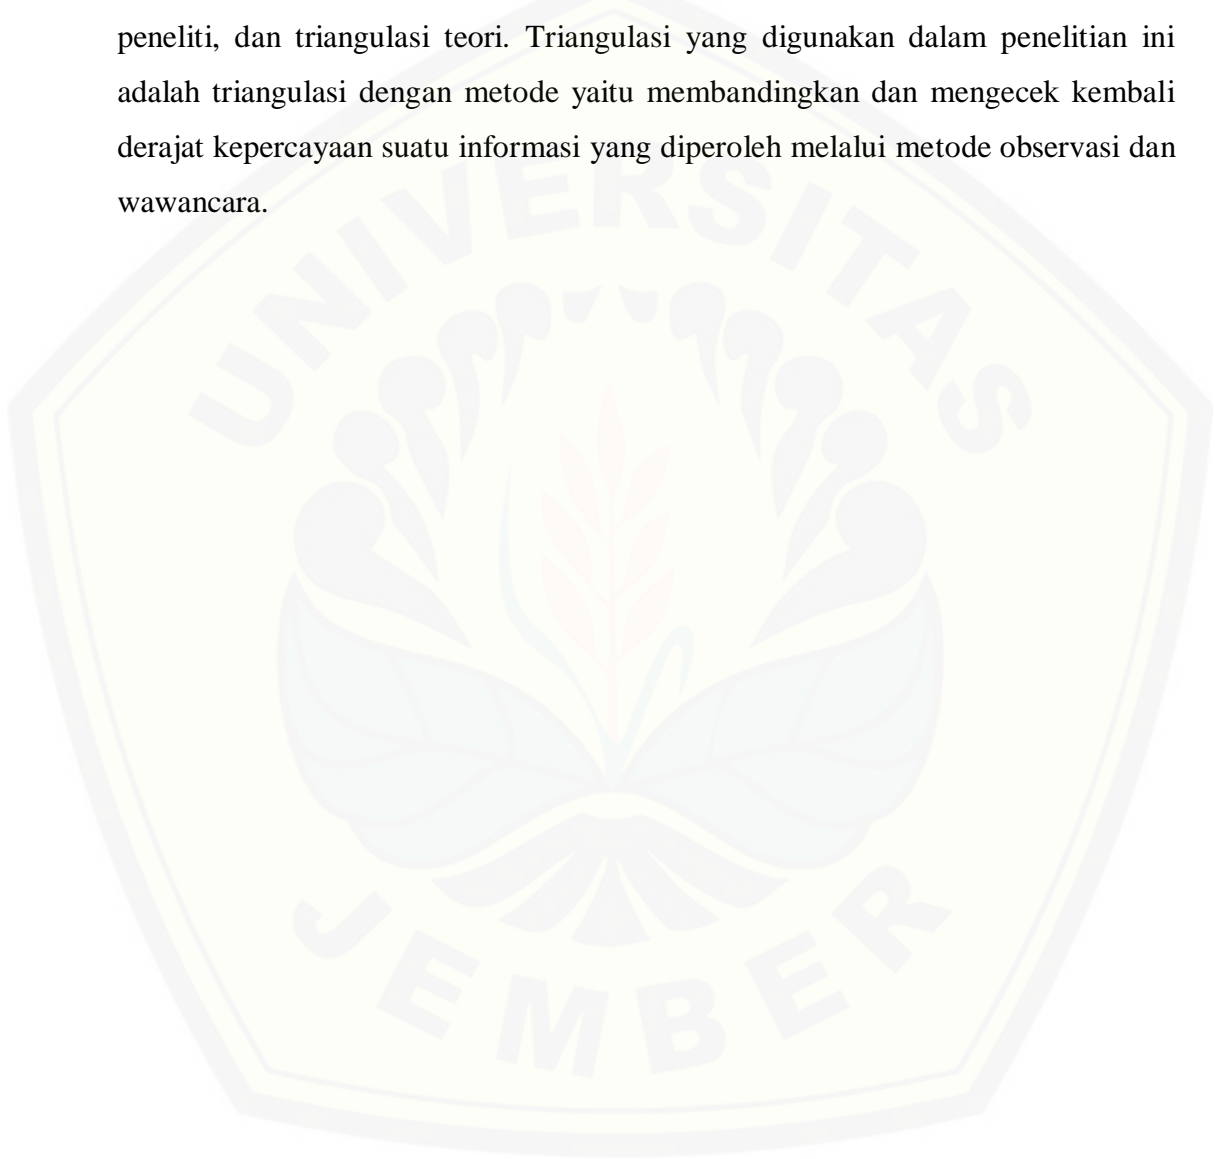 peneliti, dan triangulasi teori. Triangulasi yang digunakan dalam penelitian ini
adalah triangulasi dengan metode yaitu membandingkan dan mengecek kembali
derajat kepercayaan suatu informasi yang diperoleh melalui metode observasi dan
wawancara.
UNIVERSITAS
JEMBER